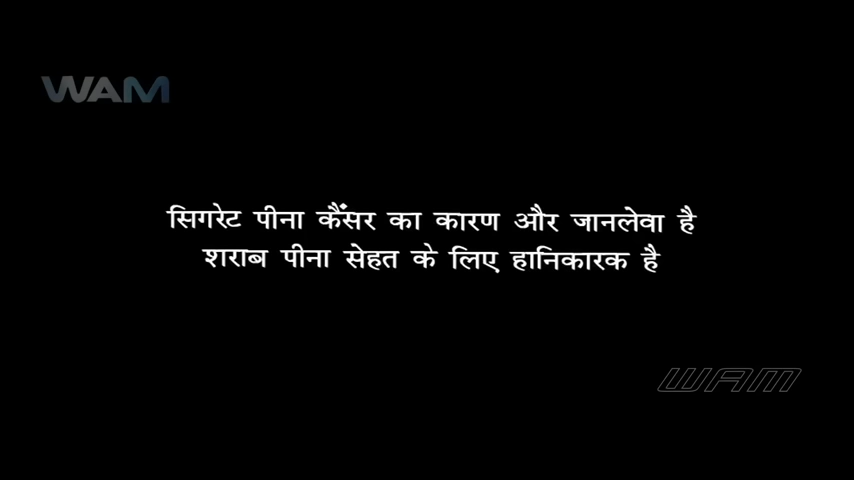 WAM
सिगरेट पीना कैंसर का कारण और जानलेवा है
शराब पीना सेहत के लिए हानिकारक है
WAM